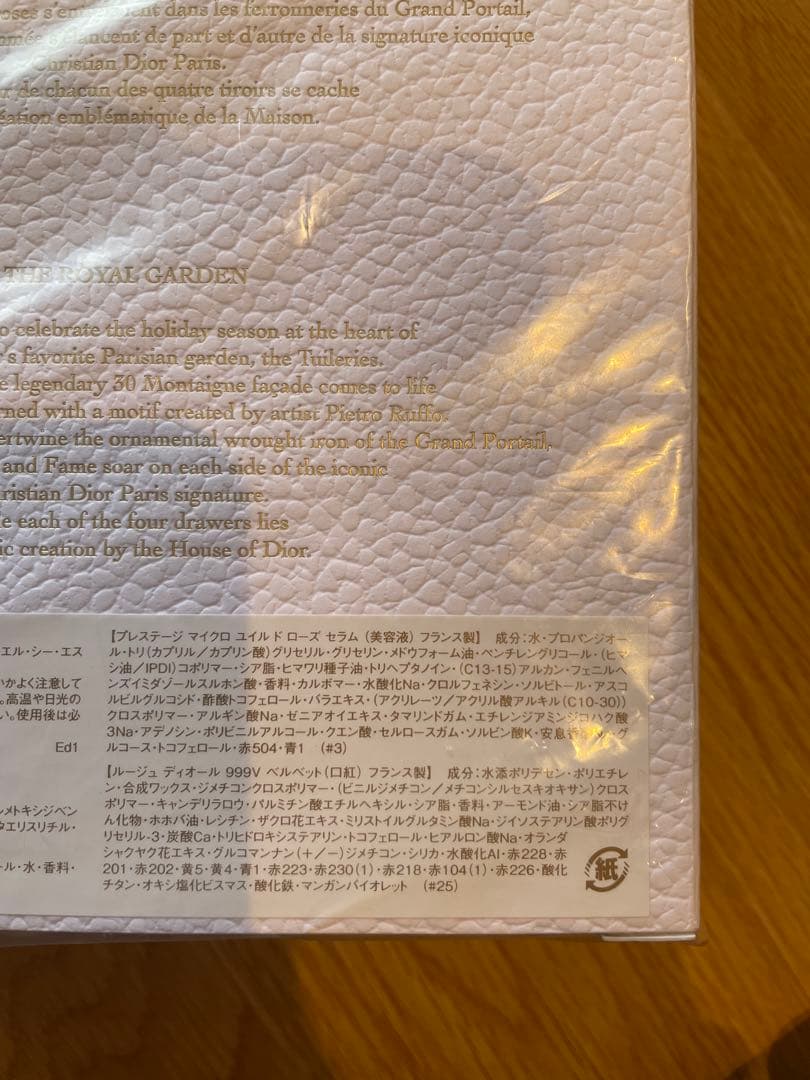 oses s'en ent dans les ferronneries du Grand Portail,
mmée s'élancent de part et d'autre de la signature iconique
Christian Dior Paris.
ur de chacun des quatre tiroirs se cache
éation emblématique de la Maison.
THE ROYAL GARDEN
o celebrate the holiday season at the heart of
r's favorite Parisian garden, the Tuileries.
e legendary 30 Montaigne façade comes to life
rned with a motif created by artist Pietro Ruffo.
ertwine the ornamental wrought iron of the Grand Portail,
and Fame soar on each side of the iconic
hristian Dior Paris signature.
e each of the four drawers lies
ic creation by the House of Dior.
エル・シー・エス
いかよく注意して
。高温や日光の
い。使用後は必
Ed1
ルメトキシジベン
タエリスリチル・
ール・水・香料・
【プレステージ マイクロ ユイル ド ローズ セラム (美容液) フランス製】 成分:水・プロパンジオー
ル・トリ(カプリル/カプリン酸)グリセリル・グリセリン・メドウフォーム油・ペンチレングリコール・(ヒマ
シ油/IPDI)コポリマー・シア脂・ヒマワリ種子油・トリヘプタノイン・(C13-15)アルカン・フェニルベ
ンズイミダゾールスルホン酸・香料・カルボマー・水酸化Na・クロルフェネシン・ソルビトール・アスコ
ルビルグルコシド・酢酸トコフェロール・バラエキス・(アクリレーツ/アクリル酸アルキル(C10-30))
クロスポリマー・アルギン酸Na・ゼニアオイエキス・タマリンドガム・エチレンジアミンジコハク酸
3Na・アデノシン・ポリビニルアルコール・クエン酸・セルロースガム・ソルビン酸K・安息香酸Na・グ
ルコース・トコフェロール・赤504・青1 (#3)
【ルージュ ディオール 999V ベルベット(口紅) フランス製】 成分:水添ポリデセン・ポリエチレ
ン・合成ワックス・ジメチコンクロスポリマー・(ビニルジメチコン/メチコンシルセスキオキサン)クロス
ポリマー・キャンデリラロウ・パルミチン酸エチルヘキシル・シア脂・香料・アーモンド油・シア脂不け
ん化物・ホホバ油・レシチン・ザクロ花エキス・ミリストイルグルタミン酸Na・ジイソステアリン酸ポリグ
リセリル-3・炭酸Ca・トリヒドロキシステアリン・トコフェロール・ヒアルロン酸Na・オランダ
シャクヤク花エキス・グルコマンナン(+/-)ジメチコン・シリカ・水酸化Al・赤228・赤
201・赤202・黄5・黄4・青1・赤223・赤230(1)・赤218・赤104(1)・赤226・酸化
チタン・オキシ塩化ビスマス・酸化鉄・マンガンバイオレット (#25)
紙